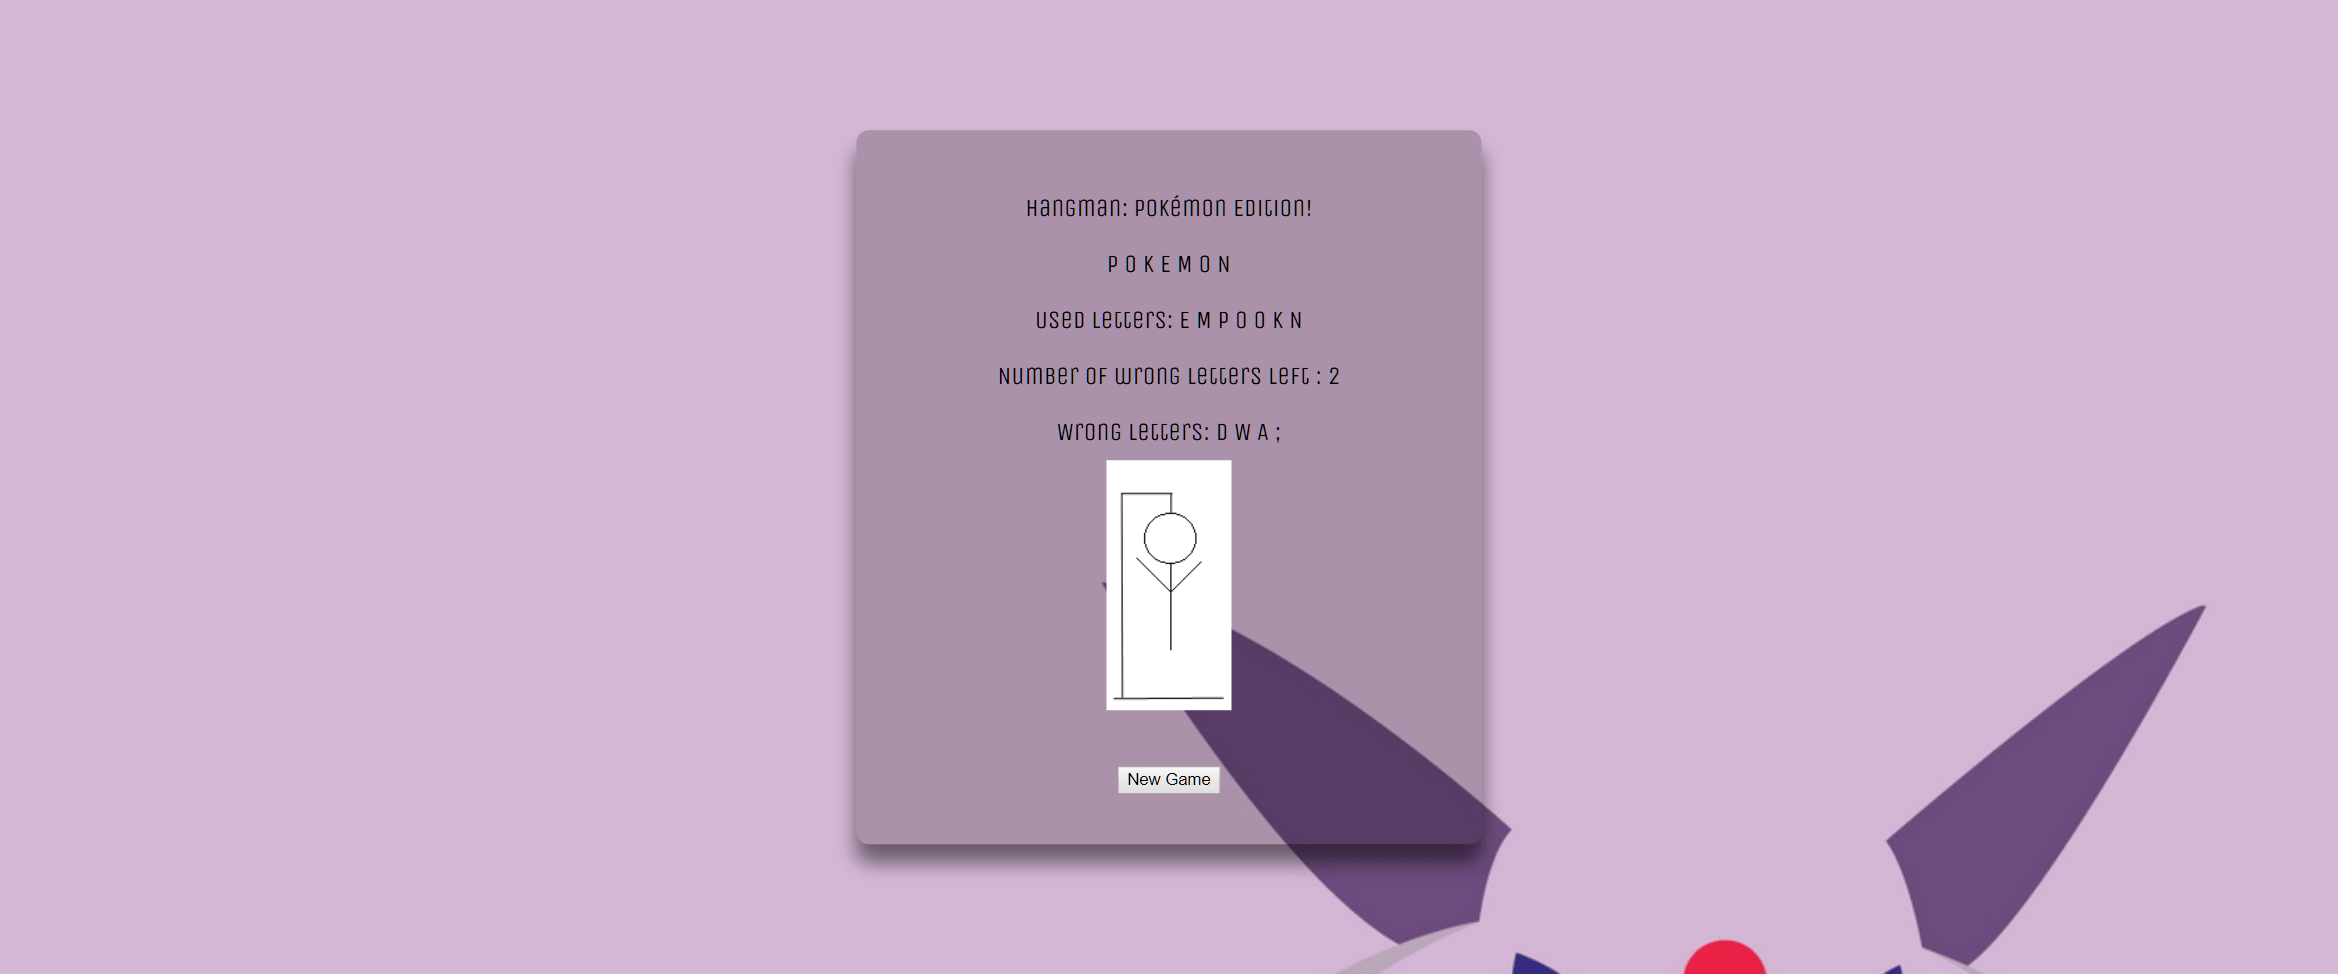 Hangman: Pokémon Edition!
P O K E M O N
Used Letters: E M P O O K N
Number of Wrong Letters Left : 2
Wrong Letters: D W A ;
New Game